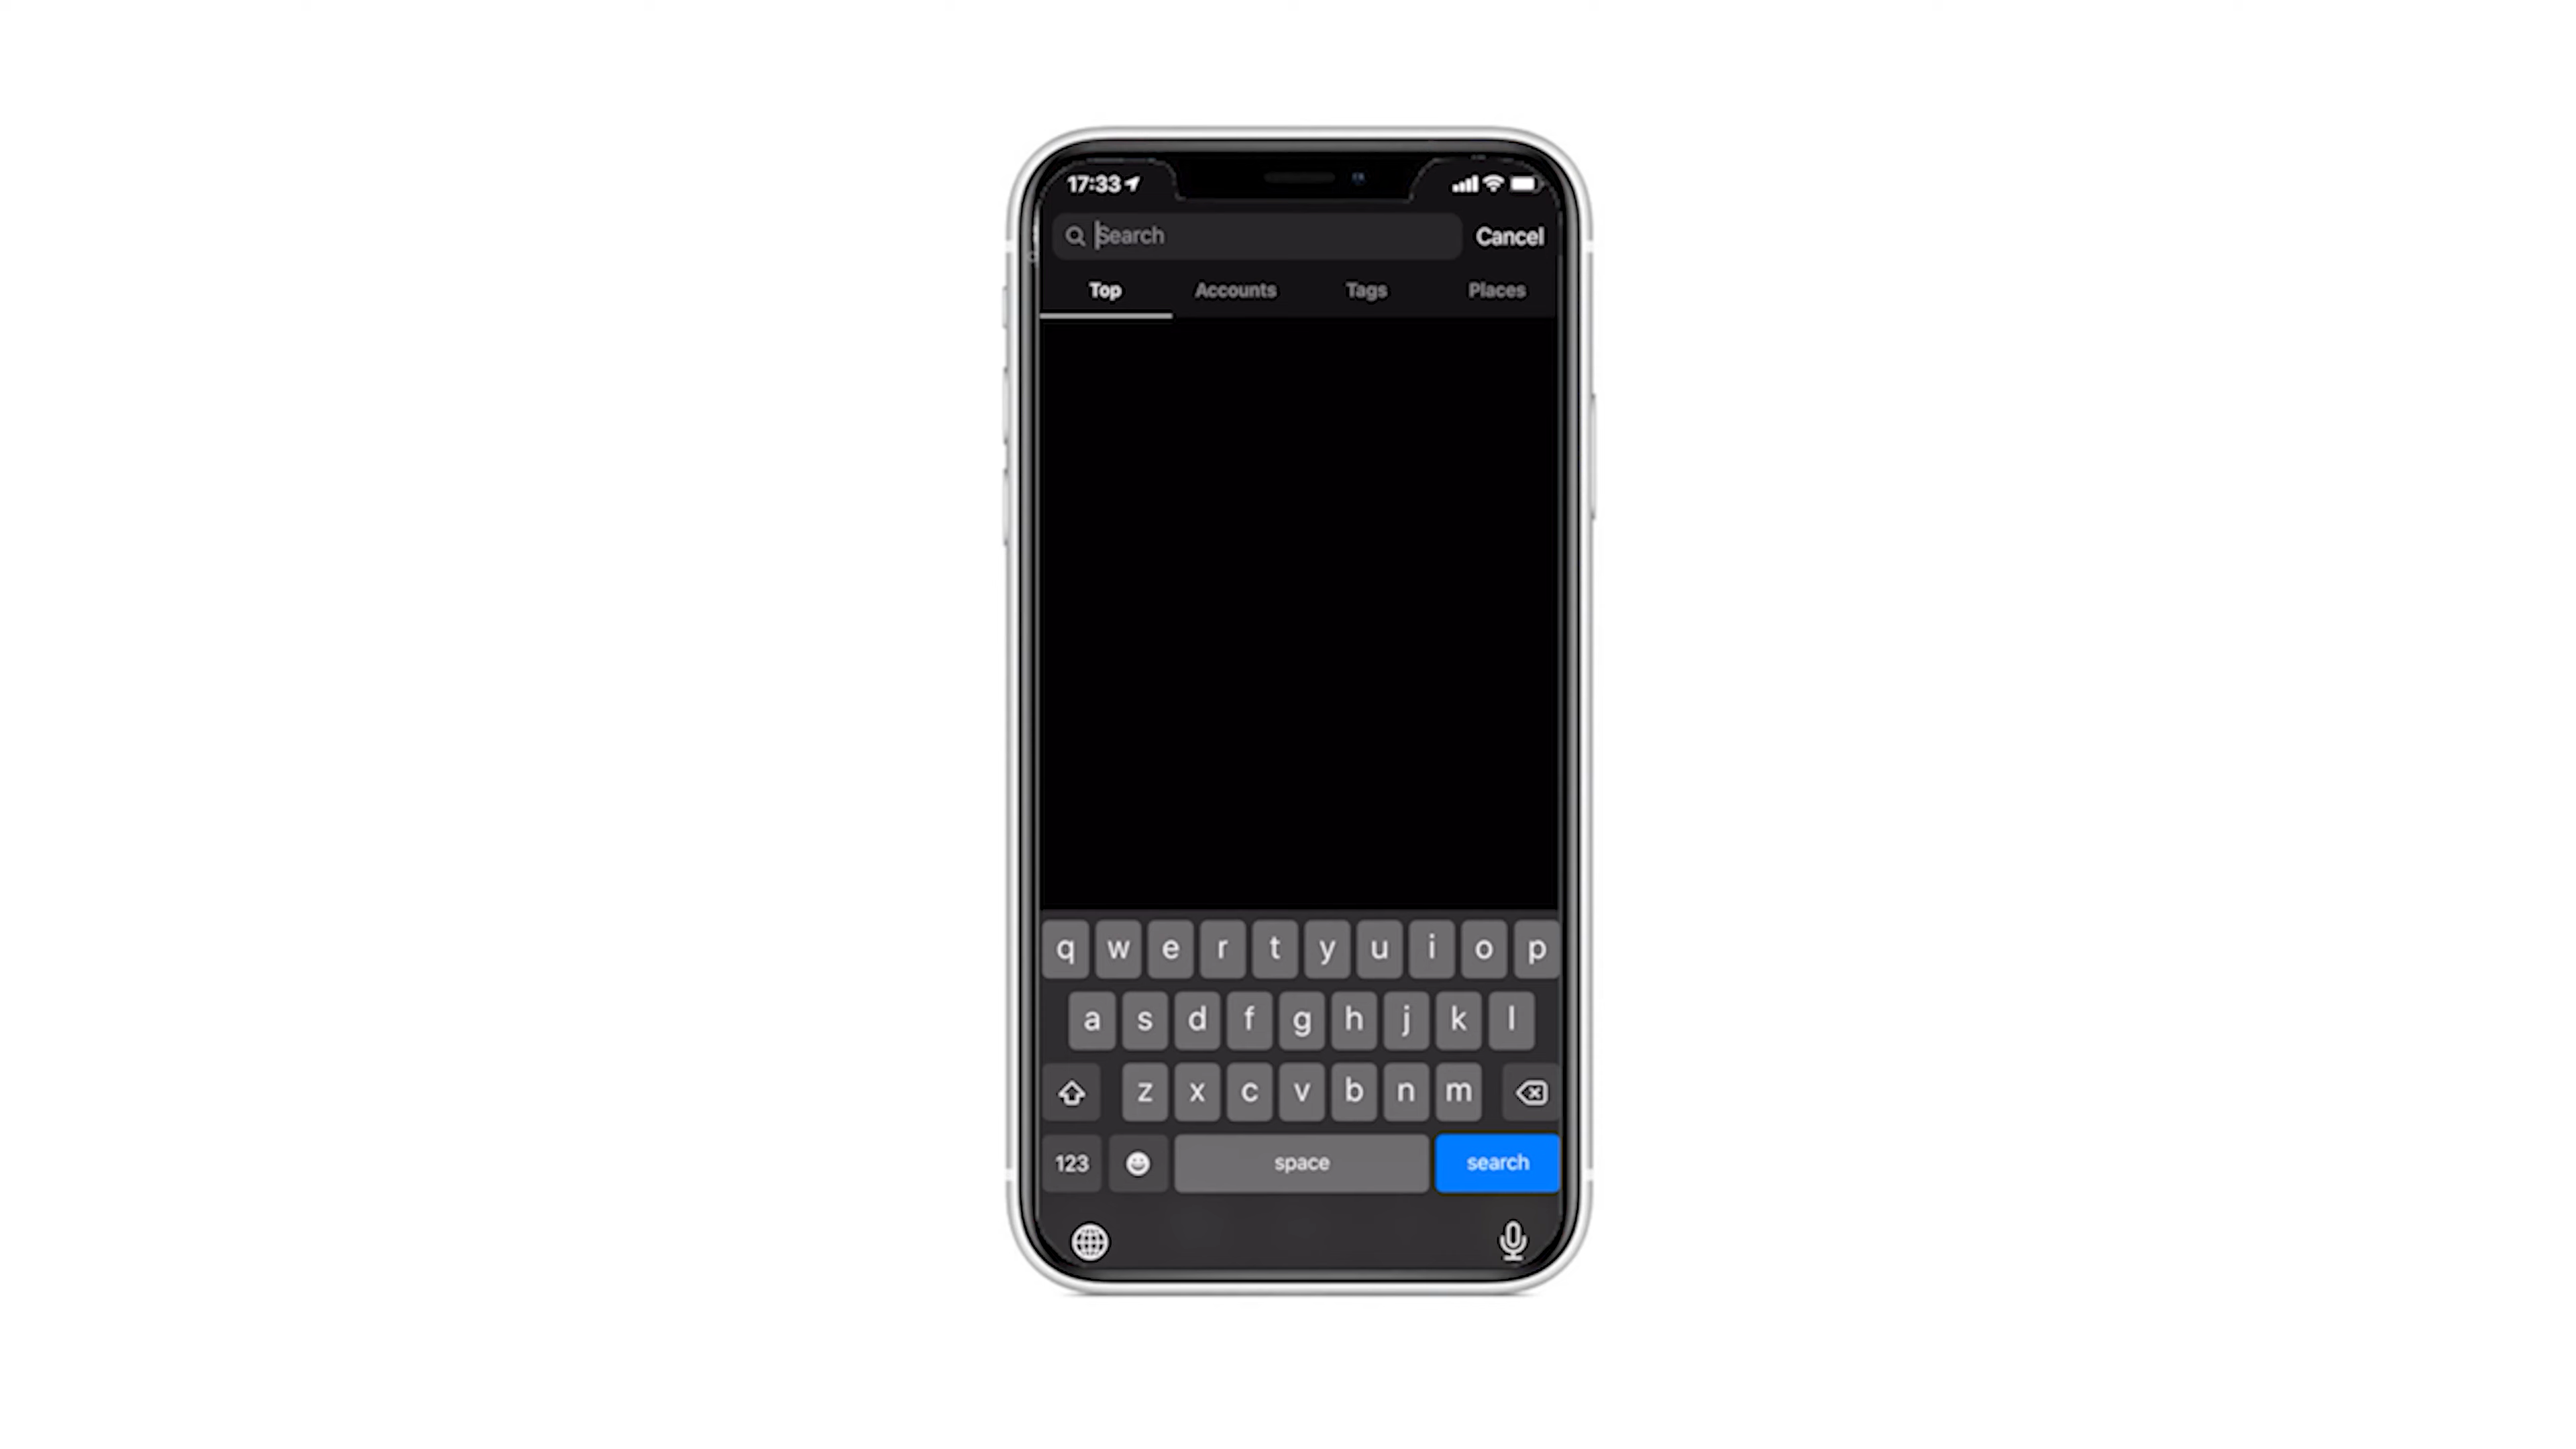 17:33
Search Cancel
Top Accounts Tags Places
q w e r t y u i o p
a s d f g h j k l
z x c v b n m
123 space search